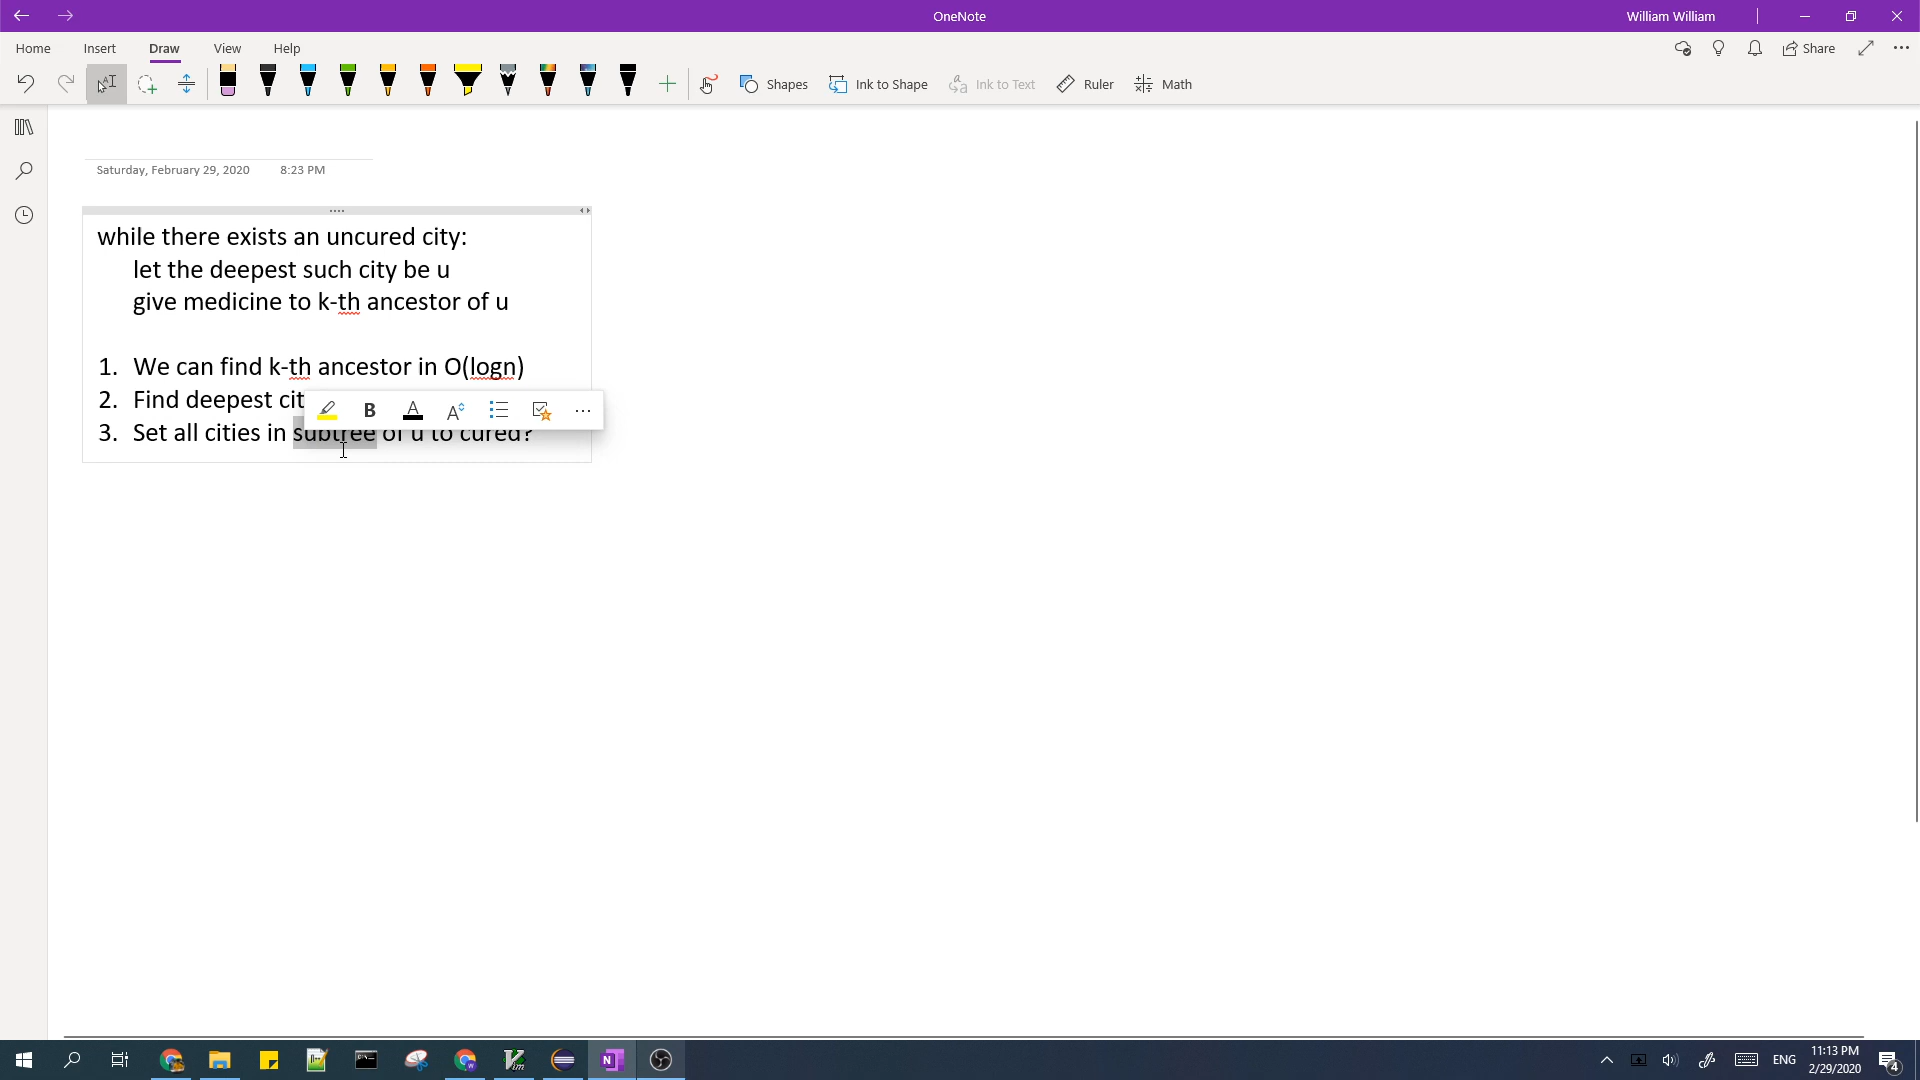 OneNote
William William
Home Insert Draw View Help
Share
Shapes Ink to Shape Ink to Text Ruler Math
Saturday, February 29, 2020 8:23 PM
while there exists an uncured city:
let the deepest such city be u
give medicine to k-th ancestor of u
1. We can find k-th ancestor in O(logn)
2. Find deepest cit
B A A
3. Set all cities in subtree of u to cured?
ENG
11:13 PM
2/29/2020
4